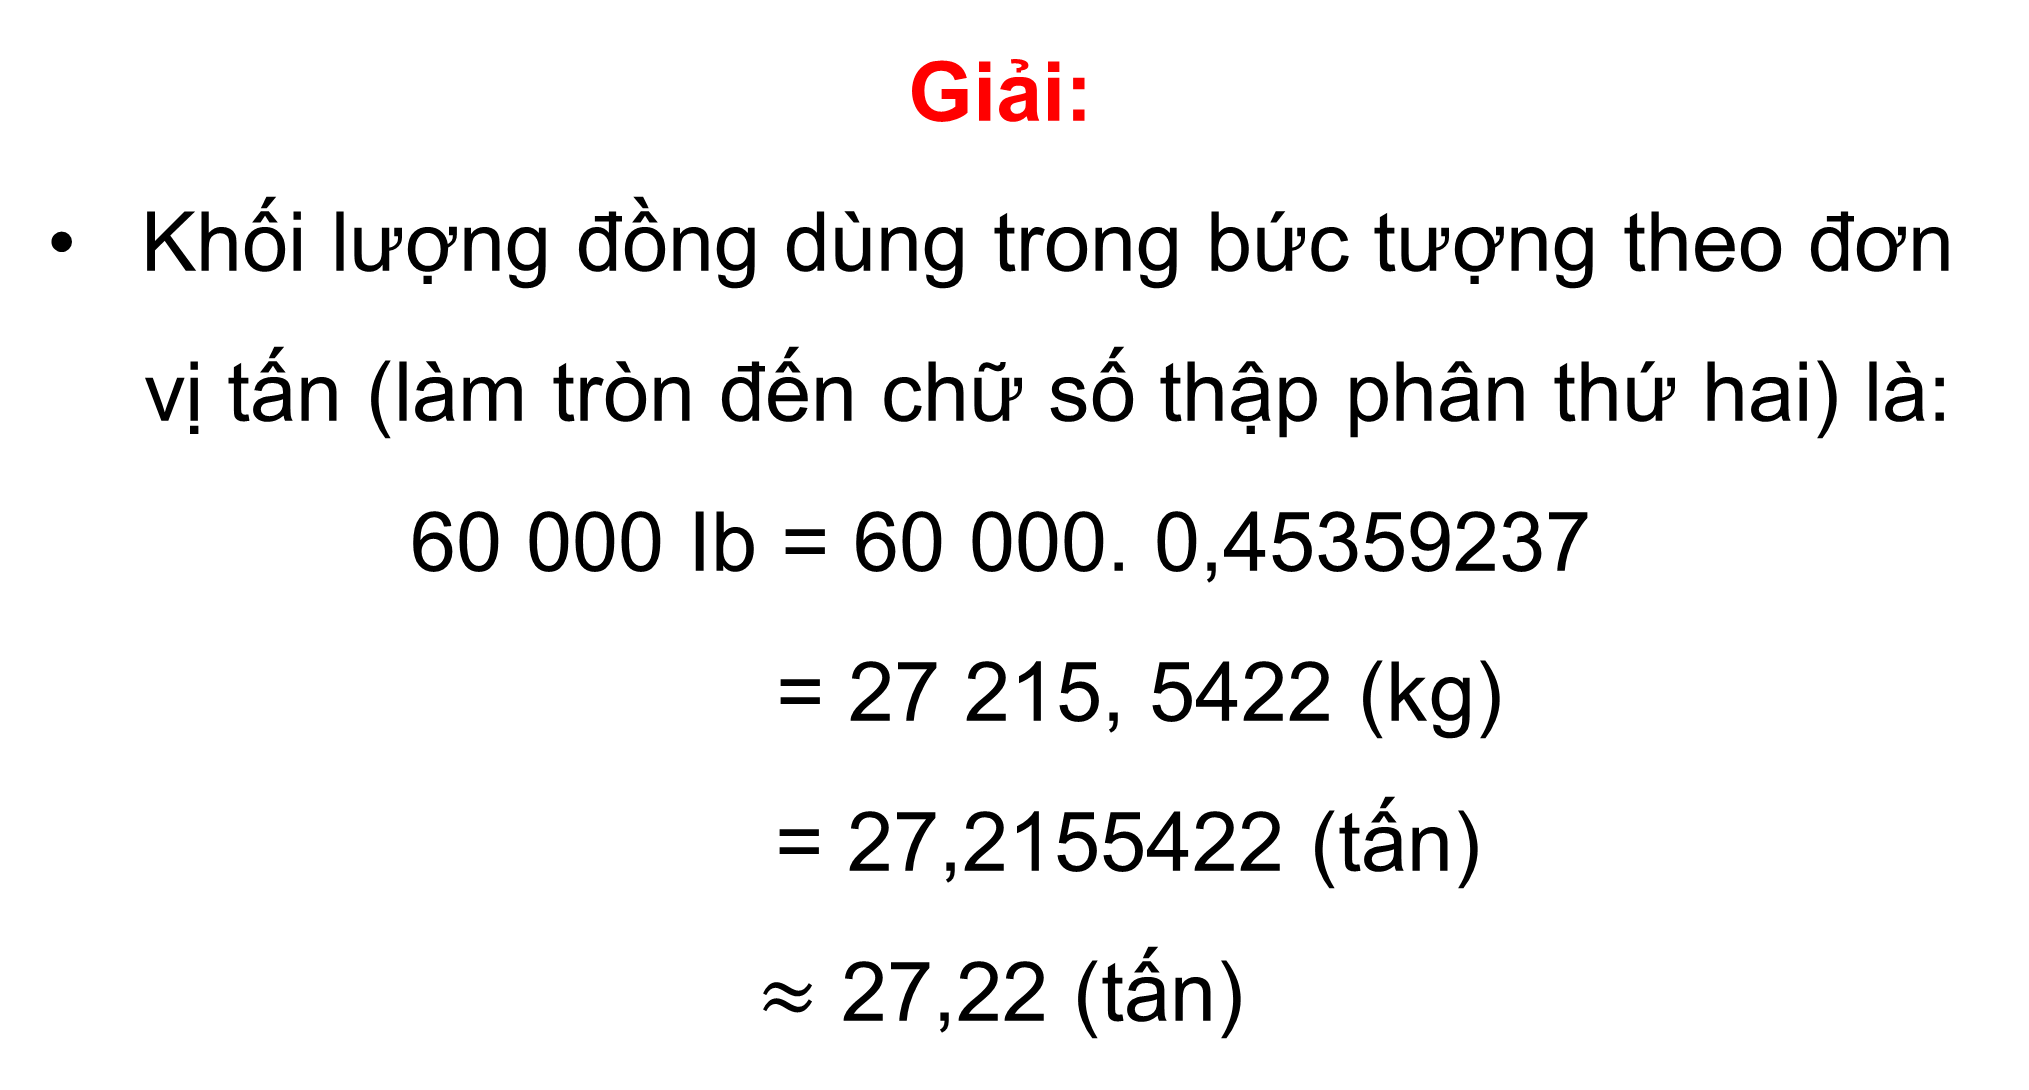 Giải:
• Khối lượng đồng dùng trong bức tượng theo đơn
vị tấn (làm tròn đến chữ số thập phân thứ hai) là:
60 000 Ib = 60 000. 0,45359237
= 27 215, 5422 (kg)
= 27,2155422 (tấn)
≈ 27,22 (tấn)